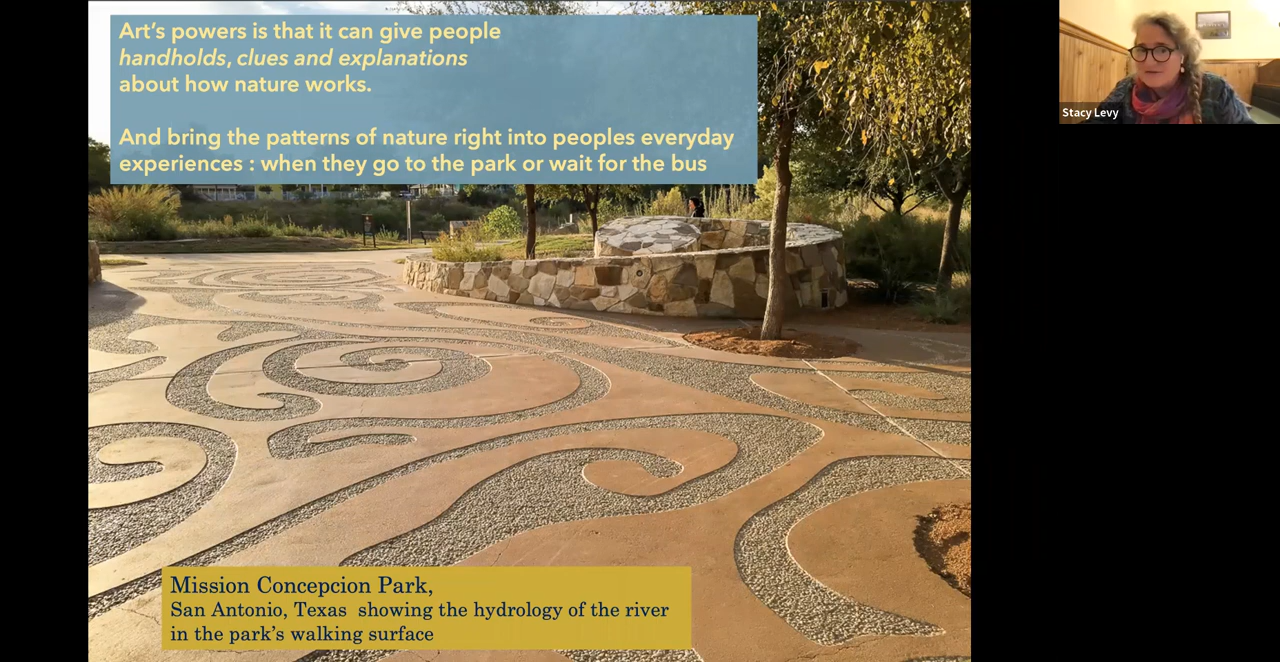 Art's powers is that it can give people
handholds, clues and explanations
about how nature works.
And bring the patterns of nature right into peoples everyday
experiences : when they go to the park or wait for the bus
Stacy Levy
Mission Concepcion Park,
San Antonio, Texas showing the hydrology of the river
in the park's walking surface